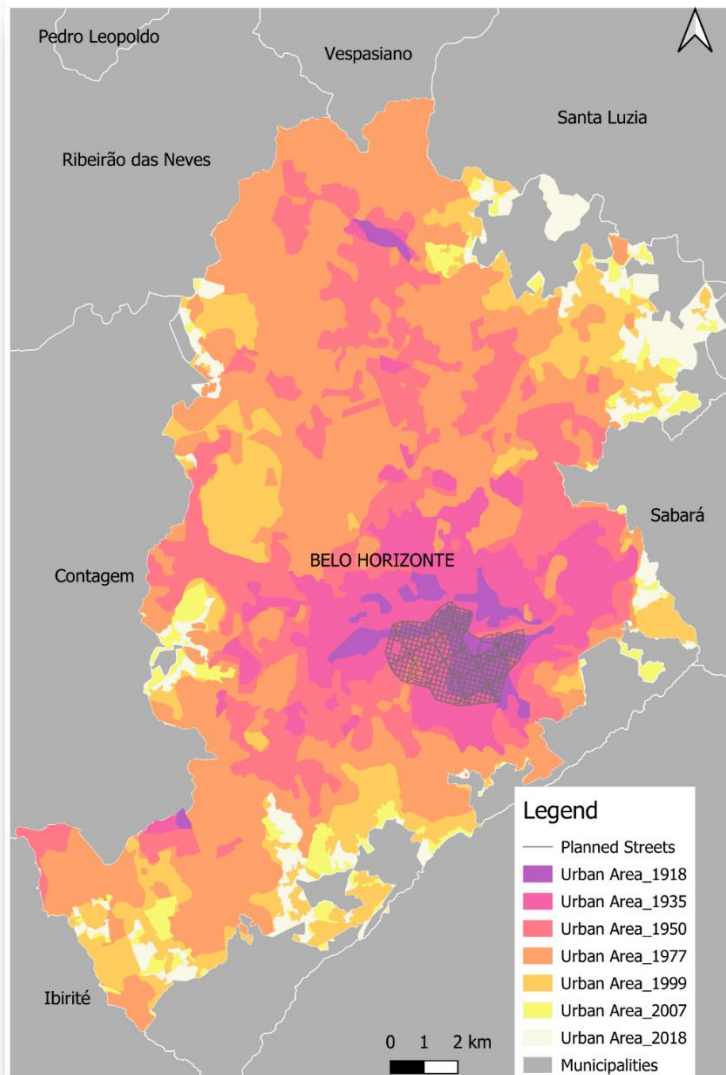 Pedro Leopoldo
Vespasiano
Santa Luzia
Ribeirão das Neves
Sabará
BELO HORIZONTE
Contagem
Ibirité
Legend
Planned Streets
Urban Area_1918
Urban Area_1935
Urban Area_1950
Urban Area_1977
Urban Area_1999
Urban Area_2007
Urban Area_2018
Municipalities
0 1 2 km